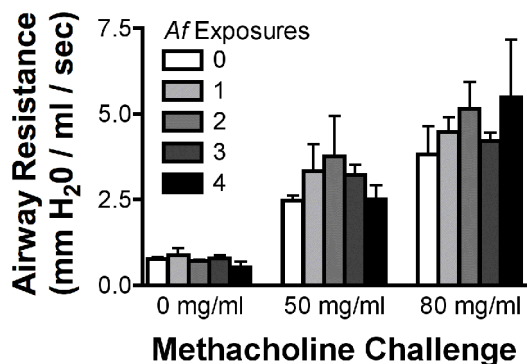 Airway Resistance
(mm H₂0 / ml / sec)
7.5
5.0
2.5
0.0
Af Exposures
0
1
2
3
4
0 mg/ml
50 mg/ml
80 mg/ml
Methacholine Challenge